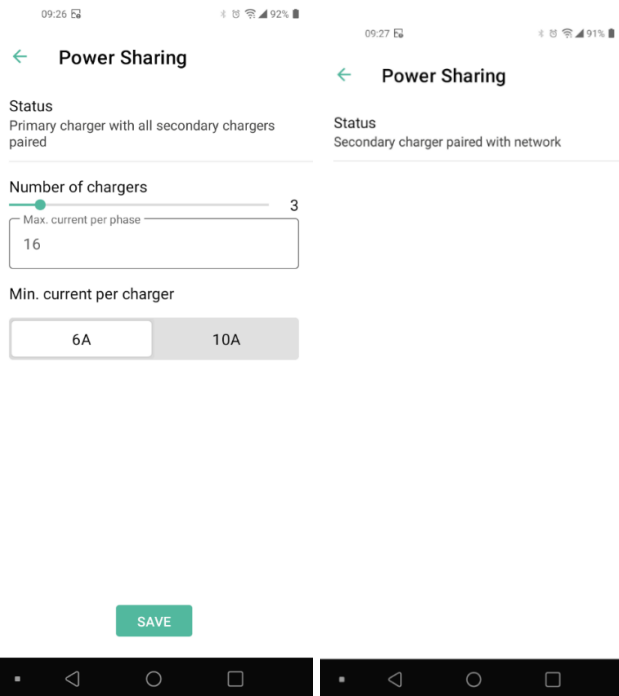 09:26 92%
Power Sharing
Status
Primary charger with all secondary chargers
paired
Number of chargers
3
Max. current per phase
16
Min. current per charger
6A 10A
SAVE
09:27 91%
Power Sharing
Status
Secondary charger paired with network